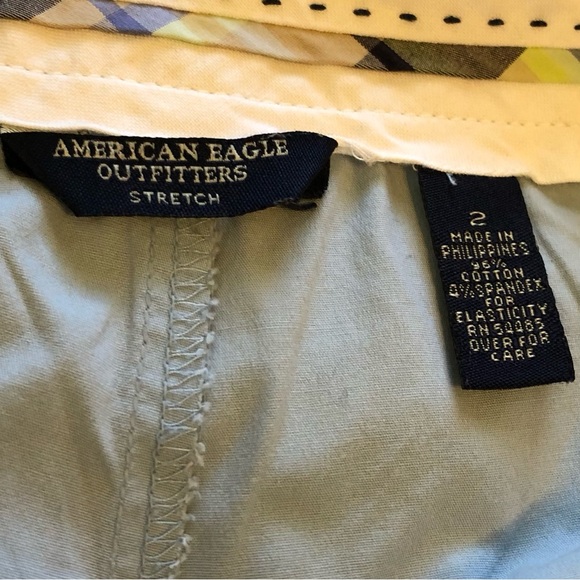 AMERICAN EAGLE
OUTFITTERS
STRETCH
2
MADE IN
PHILIPPINES
96%
COTTON
4% SPANDEX
FOR
ELASTICITY
RN 54485
OVER FOR
CARE